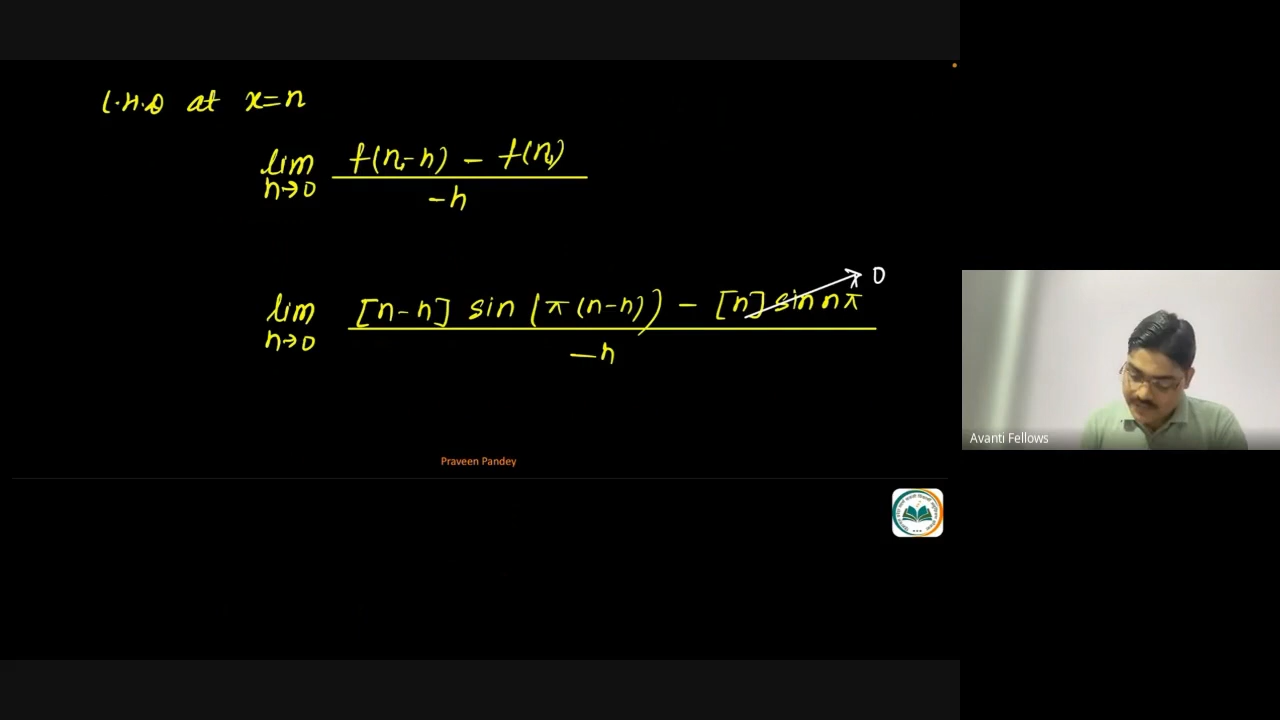 L.H.D at x=n
lim h→0 f(n-h) - f(n) / -h
0
lim h→0 [n-h] sin (π(n-h)) - [n] sin nπ / -h
Avanti Fellows
Praveen Pandey